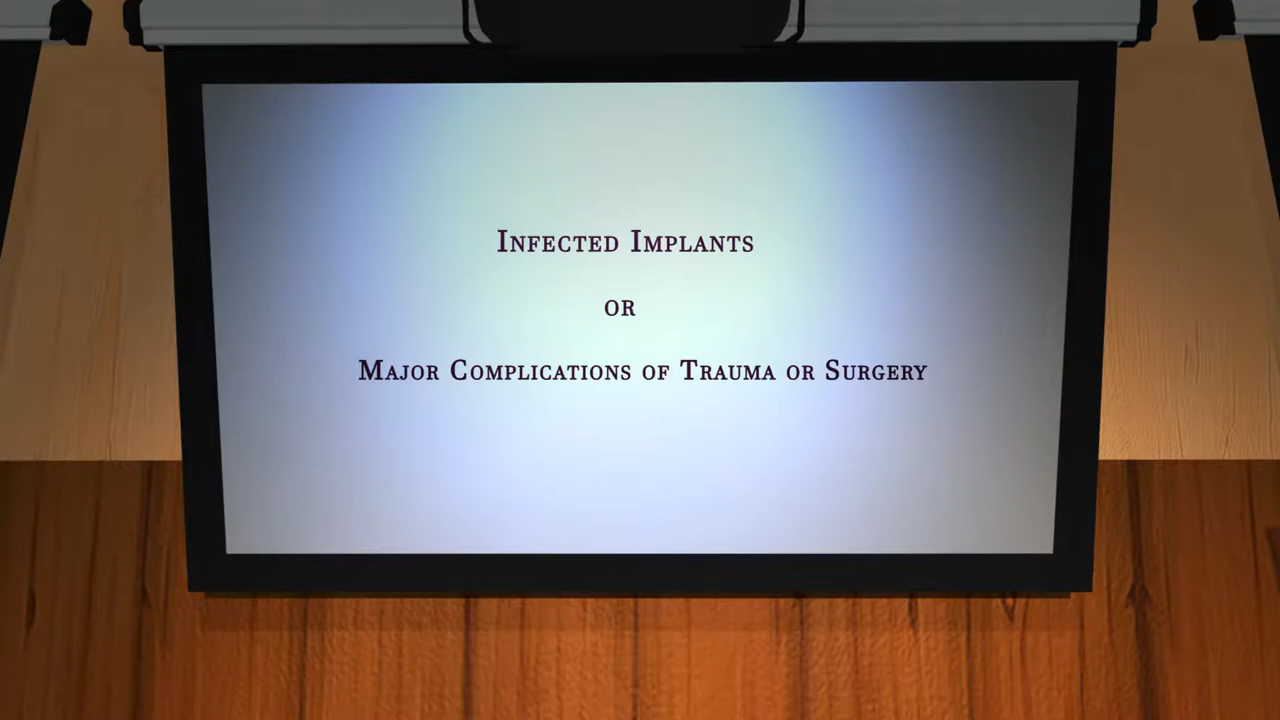 Infected Implants
or
Major Complications of Trauma or Surgery